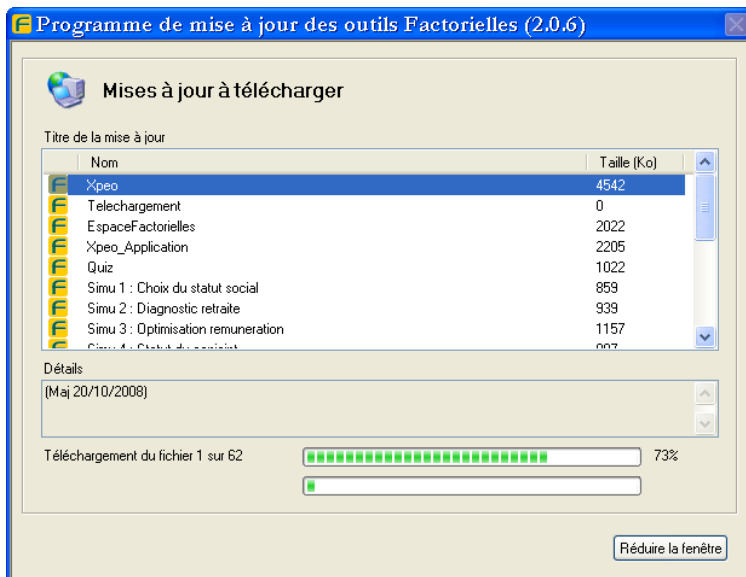 Programme de mise à jour des outils Factorielles (2.0.6)
Mises à jour à télécharger
Titre de la mise à jour
Nom Taille (Ko)
Xpeo 4542
Telechargement 0
EspaceFactorielles 2022
Xpeo_Application 2205
Quiz 1022
Simu 1 : Choix du statut social 859
Simu 2 : Diagnostic retraite 939
Simu 3 : Optimisation remuneration 1157
Détails
(Maj 20/10/2008)
Téléchargement du fichier 1 sur 62 73%
Réduire la fenêtre